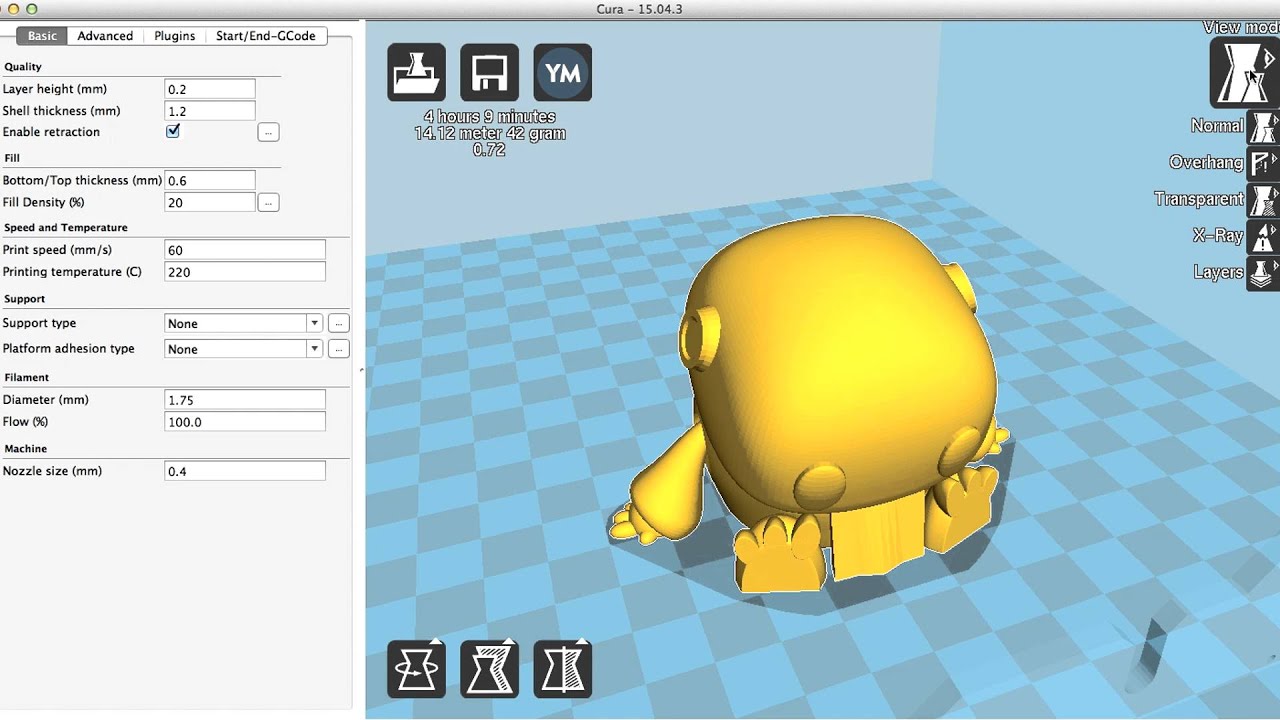 Cura - 15.04.3
Basic Advanced Plugins Start/End-GCode
Quality
Layer height (mm) 0.2
Shell thickness (mm) 1.2
Enable retraction ...
Fill
Bottom/Top thickness (mm) 0.6
Fill Density (%) 20 ...
Speed and Temperature
Print speed (mm/s) 60
Printing temperature (C) 220
Support
Support type None ...
Platform adhesion type None ...
Filament
Diameter (mm) 1.75
Flow (%) 100.0
Machine
Nozzle size (mm) 0.4
YM
4 hours 9 minutes
14.12 meter 42 gram
0.72
View mod
Normal
Overhang
Transparent
X-Ray
Layers